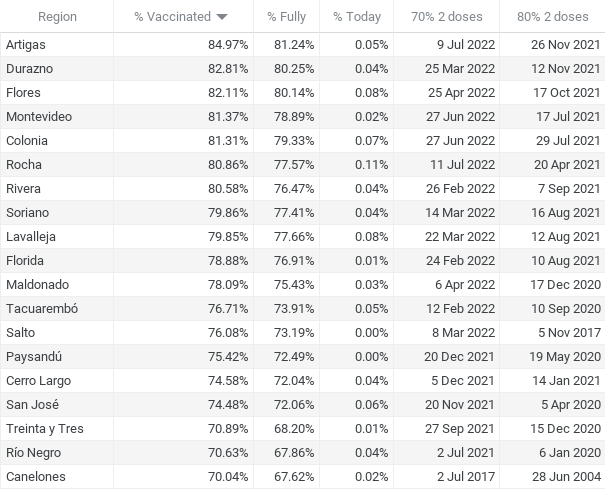 Region % Vaccinated % Fully % Today 70% 2 doses 80% 2 doses
Artigas 84.97% 81.24% 0.05% 9 Jul 2022 26 Nov 2021
Durazno 82.81% 80.25% 0.04% 25 Mar 2022 12 Nov 2021
Flores 82.11% 80.14% 0.08% 25 Apr 2022 17 Oct 2021
Montevideo 81.37% 78.89% 0.02% 27 Jun 2022 17 Jul 2021
Colonia 81.31% 79.33% 0.07% 27 Jun 2022 29 Jul 2021
Rocha 80.86% 77.57% 0.11% 11 Jul 2022 20 Apr 2021
Rivera 80.58% 76.47% 0.04% 26 Feb 2022 7 Sep 2021
Soriano 79.86% 77.41% 0.04% 14 Mar 2022 16 Aug 2021
Lavalleja 79.85% 77.66% 0.08% 22 Mar 2022 12 Aug 2021
Florida 78.88% 76.91% 0.01% 24 Feb 2022 10 Aug 2021
Maldonado 78.09% 75.43% 0.03% 6 Apr 2022 17 Dec 2020
Tacuarembó 76.71% 73.91% 0.05% 12 Feb 2022 10 Sep 2020
Salto 76.08% 73.19% 0.00% 8 Mar 2022 5 Nov 2017
Paysandú 75.42% 72.49% 0.00% 20 Dec 2021 19 May 2020
Cerro Largo 74.58% 72.04% 0.04% 5 Dec 2021 14 Jan 2021
San José 74.48% 72.06% 0.06% 20 Nov 2021 5 Apr 2020
Treinta y Tres 70.89% 68.20% 0.01% 27 Sep 2021 15 Dec 2020
Río Negro 70.63% 67.86% 0.04% 2 Jul 2021 6 Jan 2020
Canelones 70.04% 67.62% 0.02% 2 Jul 2017 28 Jun 2004